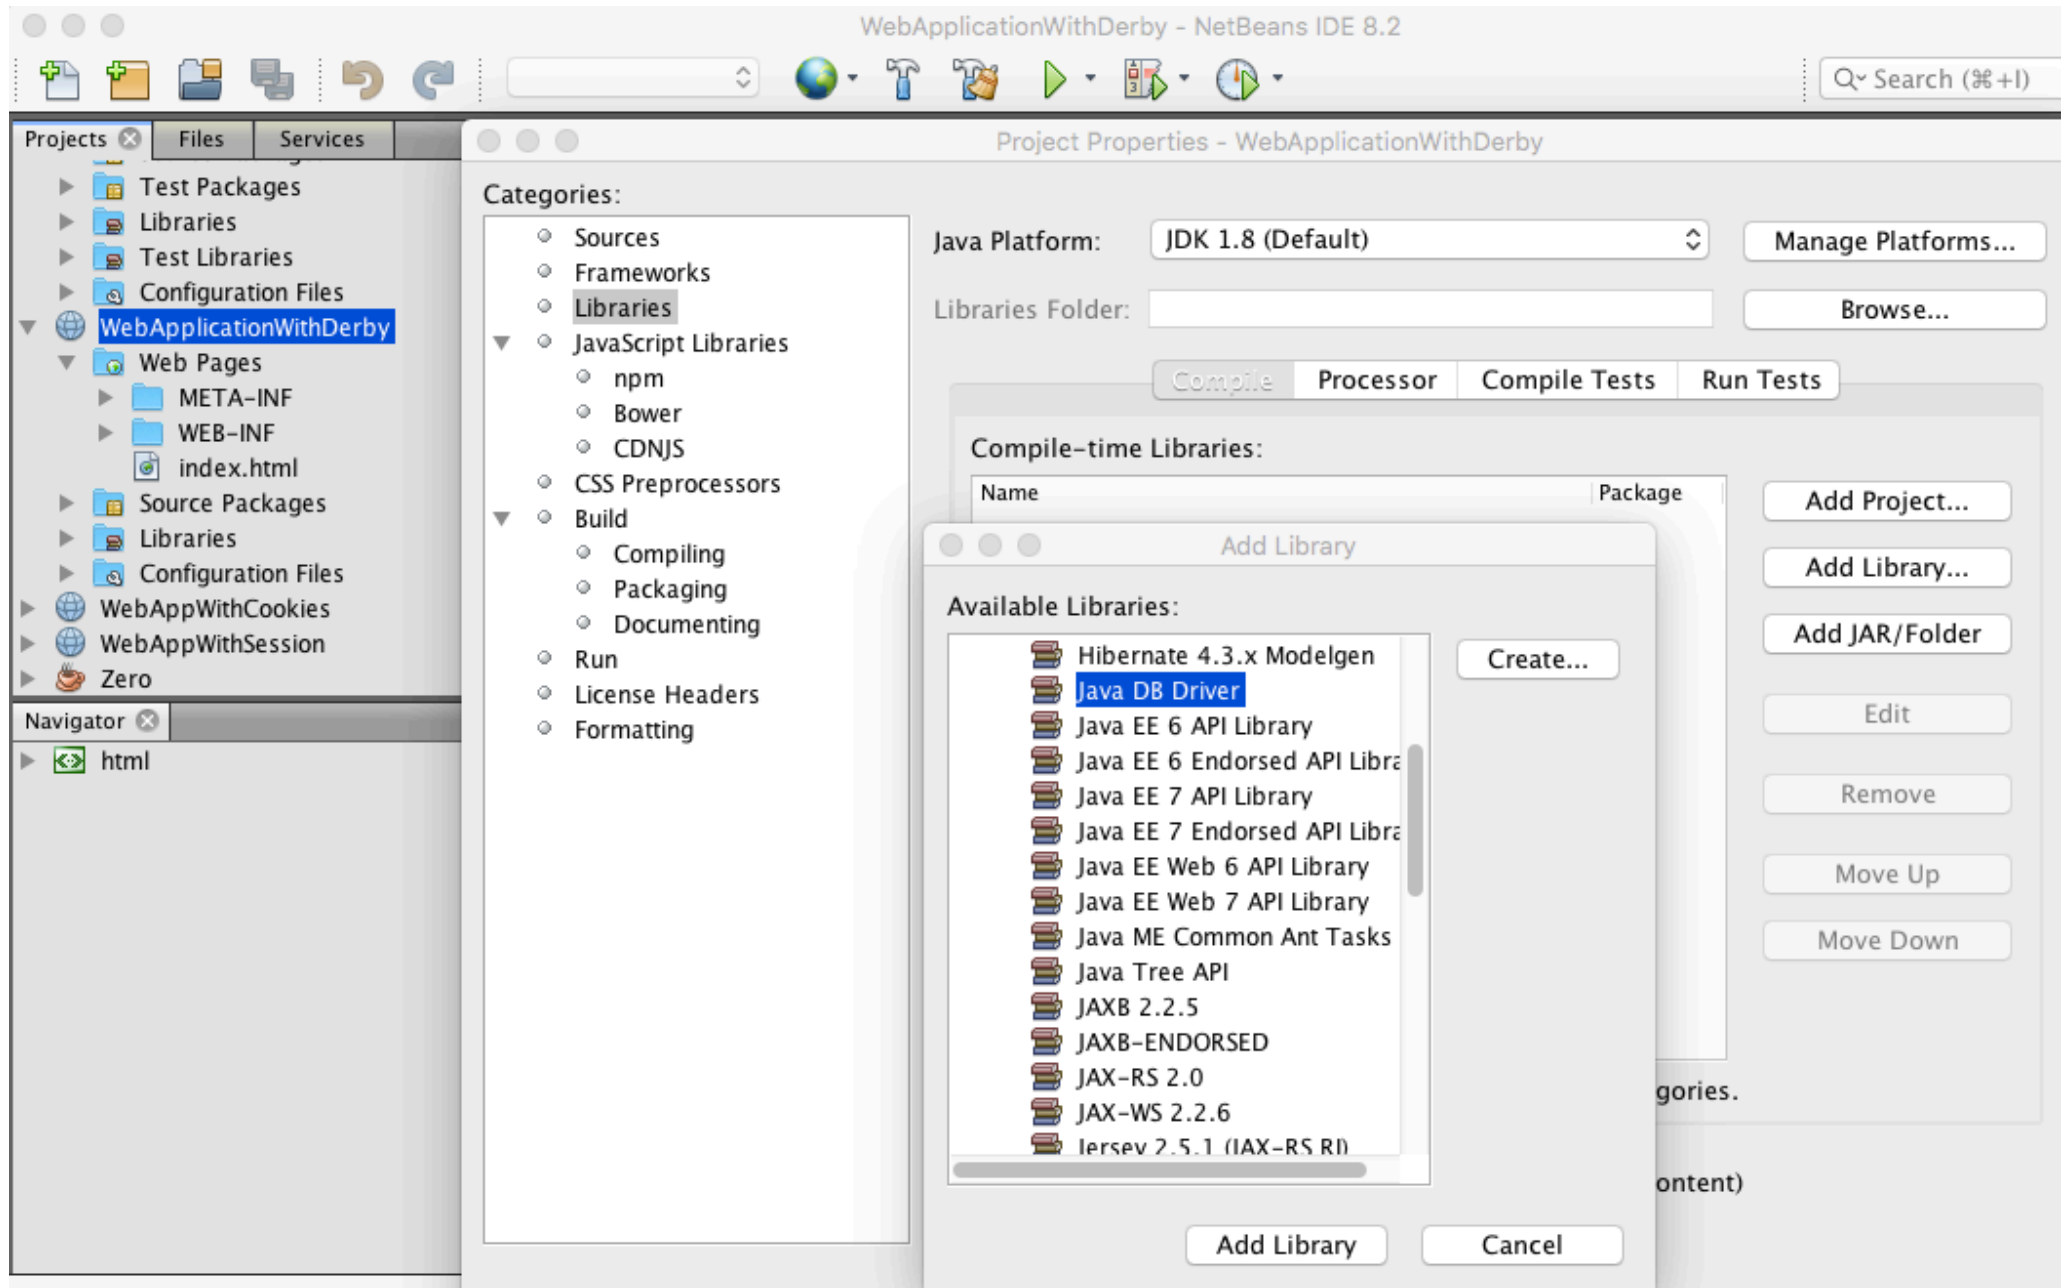 WebApplicationWithDerby - NetBeans IDE 8.2
Search (⌘+I)
Projects
Files
Services
Test Packages
Libraries
Test Libraries
Configuration Files
WebApplicationWithDerby
Web Pages
META-INF
WEB-INF
index.html
Source Packages
Libraries
Configuration Files
WebAppWithCookies
WebAppWithSession
Zero
Navigator
html
Project Properties - WebApplicationWithDerby
Categories:
Sources
Frameworks
Libraries
JavaScript Libraries
npm
Bower
CDNJS
CSS Preprocessors
Build
Compiling
Packaging
Documenting
Run
License Headers
Formatting
Java Platform:
JDK 1.8 (Default)
Manage Platforms...
Libraries Folder:
Browse...
Compile
Processor
Compile Tests
Run Tests
Compile-time Libraries:
Name
Package
Add Project...
Add Library...
Add JAR/Folder
Edit
Remove
Move Up
Move Down
gories.
ontent)
Add Library
Available Libraries:
Hibernate 4.3.x Modelgen
Java DB Driver
Java EE 6 API Library
Java EE 6 Endorsed API Libra
Java EE 7 API Library
Java EE 7 Endorsed API Libra
Java EE Web 6 API Library
Java EE Web 7 API Library
Java ME Common Ant Tasks
Java Tree API
JAXB 2.2.5
JAXB-ENDORSED
JAX-RS 2.0
JAX-WS 2.2.6
Jersey 2.5.1 (JAX-RS RI)
Create...
Add Library
Cancel